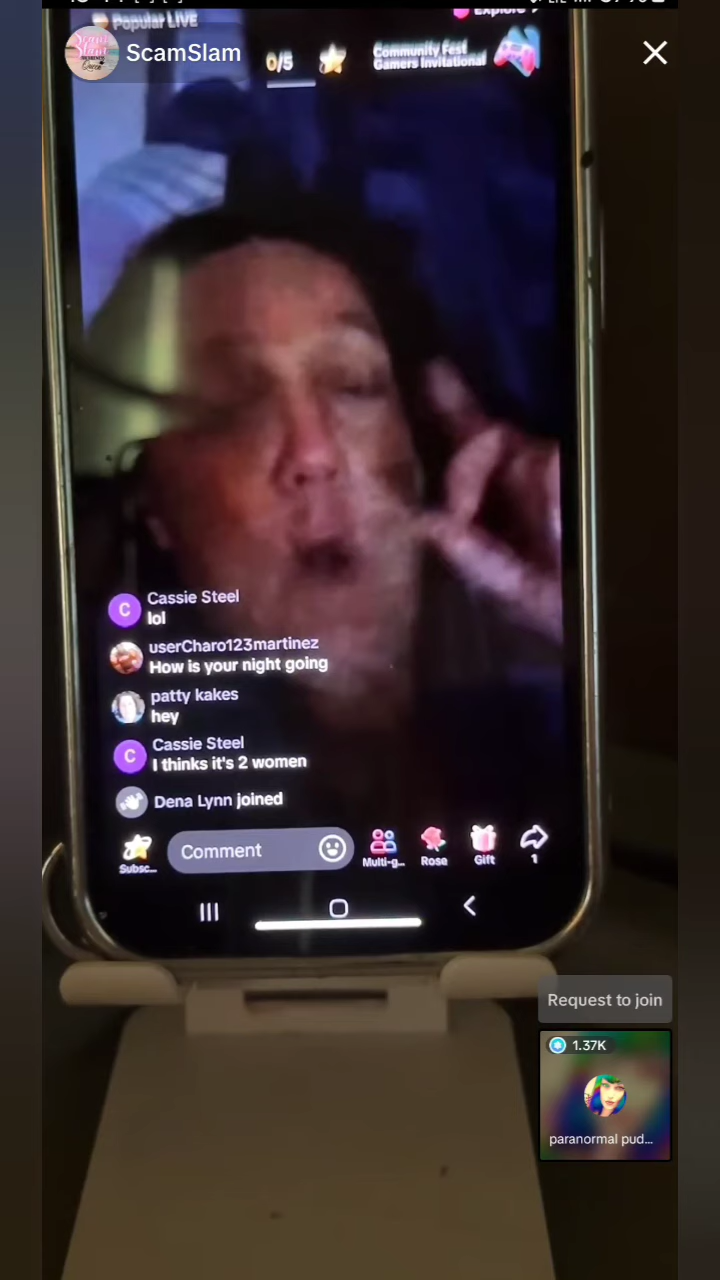 Popular LIVE
Explore >
ScamSlam
0/5
Community Fest
Gamers Invitational
Cassie Steel
C
lol
userCharo123martinez
How is your night going
patty kakes
hey
Cassie Steel
C
I thinks it's 2 women
Dena Lynn joined
Comment
Subsc...
Multi-g...
Rose
Gift
1
Request to join
1.37K
paranormal pud...